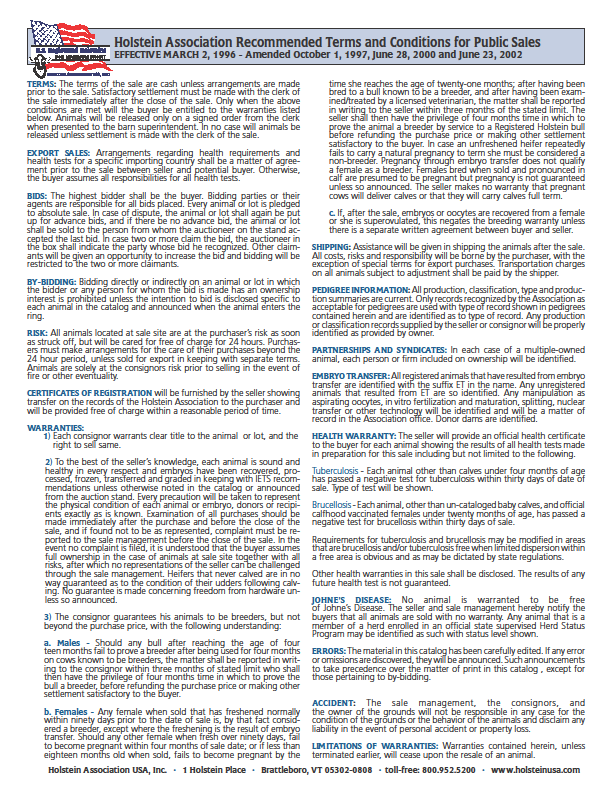 Holstein Association Recommended Terms and Conditions for Public Sales
EFFECTIVE MARCH 2, 1996 - Amended October 1, 1997, June 28, 2000 and June 23, 2002
TERMS: The terms of the sale are cash unless arrangements are made
prior to the sale. Satisfactory settlement must be made with the clerk of
the sale immediately after the close of the sale. Only when the above
conditions are met will the buyer be entitled to the warranties listed
below. Animals will be released only on a signed order from the clerk
when presented to the barn superintendent. In no case will animals be
released unless settlement is made with the clerk of the sale.
EXPORT SALES: Arrangements regarding health requirements and
health tests for a specific importing country shall be a matter of agree-
ment prior to the sale between seller and potential buyer. Otherwise,
the buyer assumes all responsibilities for all health tests.
BIDS: The highest bidder shall be the buyer. Bidding parties or their
agents are responsible for all bids placed. Every animal or lot is pledged
to absolute sale. In case of dispute, the animal or lot shall again be put
up for advance bids, and if there be no advance bid, the animal or lot
shall be sold to the person from whom the auctioneer on the stand ac-
cepted the last bid. In case two or more claim the bid, the auctioneer in
the box shall indicate the party whose bid he recognized. Other claim-
ants will be given an opportunity to increase the bid and bidding will be
restricted to the two or more claimants.
BY-BIDDING: Bidding directly or indirectly on an animal or lot in which
the bidder or any person for whom the bid is made has an ownership
interest is prohibited unless the intention to bid is disclosed specific to
each animal in the catalog and announced when the animal enters the
ring.
RISK: All animals located at sale site are at the purchaser's risk as soon
as struck off, but will be cared for free of charge for 24 hours. Purchas-
ers must make arrangements for the care of their purchases beyond the
24 hour period, unless sold for export in keeping with separate terms.
Animals are solely at the consignors risk prior to selling in the event of
fire or other eventuality.
CERTIFICATES OF REGISTRATION will be furnished by the seller showing
transfer on the records of the Holstein Association to the purchaser and
will be provided free of charge within a reasonable period of time.
WARRANTIES:
1) Each consignor warrants clear title to the animal or lot, and the
right to sell same.
2) To the best of the seller's knowledge, each animal is sound and
healthy in every respect and embryos have been recovered, pro-
cessed, frozen, transferred and graded in keeping with IETS recom-
mendations unless otherwise noted in the catalog or announced
from the auction stand. Every precaution will be taken to represent
the physical condition of each animal or embryo, donors or recipi-
ents exactly as is known. Examination of all purchases should be
made immediately after the purchase and before the close of the
sale, and if found not to be as represented, complaint must be re-
ported to the sale management before the close of the sale. In the
event no complaint is filed, it is understood that the buyer assumes
full ownership in the case of animals at sale site together with all
risks, after which no representations of the seller can be challenged
through the sale management. Heifers that never calved are in no
way guaranteed as to the condition of their udders following calv-
ing. No guarantee is made concerning freedom from hardware un-
less so announced.
3) The consignor guarantees his animals to be breeders, but not
beyond the purchase price, with the following understanding:
a. Males - Should any bull after reaching the age of four
teen months fail to prove a breeder after being used for four months
on cows known to be breeders, the matter shall be reported in writ-
ing to the consignor within three months of stated limit who shall
then have the privilege of four months time in which to prove the
bull a breeder, before refunding the purchase price or making other
settlement satisfactory to the buyer.
b. Females - Any female when sold that has freshened normally
within ninety days prior to the date of sale is, by that fact consid-
ered a breeder, except where the freshening is the result of embryo
transfer. Should any other female when fresh over ninety days, fail
to become pregnant within four months of sale date; or if less than
eighteen months old when sold, fails to become pregnant by the
time she reaches the age of twenty-one months; after having been
bred to a bull known to be a breeder, and after having been exam-
ined/treated by a licensed veterinarian, the matter shall be reported
in writing to the seller within three months of the stated limit. The
seller shall then have the privilege of four months time in which to
prove the animal a breeder by service to a Registered Holstein bull
before refunding the purchase price or making other settlement
satisfactory to the buyer. In case an unfreshened heifer repeatedly
fails to carry a natural pregnancy to term she must be considered a
non-breeder. Pregnancy through embryo transfer does not qualify
a female as a breeder. Females bred when sold and pronounced in
calf are presumed to be pregnant but pregnancy is not guaranteed
unless so announced. The seller makes no warranty that pregnant
cows will deliver calves or that they will carry calves full term.
c. If, after the sale, embryos or oocytes are recovered from a female
or she is superovulated, this negates the breeding warranty unless
there is a separate written agreement between buyer and seller.
SHIPPING: Assistance will be given in shipping the animals after the sale.
All costs, risks and responsibility will be borne by the purchaser, with the
exception of special terms for export purchases. Transportation charges
on all animals subject to adjustment shall be paid by the shipper.
PEDIGREE INFORMATION: All production, classification, type and produc-
tion summaries are current. Only records recognized by the Association as
acceptable for pedigrees are used with type of record shown in pedigrees
contained herein and are identified as to type of record. Any production
or classification records supplied by the seller or consignor will be properly
identified as provided by owner.
PARTNERSHIPS AND SYNDICATES: In each case of a multiple-owned
animal, each person or firm included on ownership will be identified.
EMBRYO TRANSFER: All registered animals that have resulted from embryo
transfer are identified with the suffix ET in the name. Any unregistered
animals that resulted from ET are so identified. Any manipulation as
aspirating oocytes, in vitro fertilization and maturation, splitting, nuclear
transfer or other technology will be identified and will be a matter of
record in the Association office. Donor dams are identified.
HEALTH WARRANTY: The seller will provide an official health certificate
to the buyer for each animal showing the results of all health tests made
in preparation for this sale including but not limited to the following.
Tuberculosis - Each animal other than calves under four months of age
has passed a negative test for tuberculosis within thirty days of date of
sale. Type of test will be shown.
Brucellosis - Each animal, other than un-cataloged baby calves, and official
calfhood vaccinated females under twenty months of age, has passed a
negative test for brucellosis within thirty days of sale.
Requirements for tuberculosis and brucellosis may be modified in areas
that are brucellosis and/or tuberculosis free when limited dispersion within
a free area is obvious and as may be dictated by state regulations.
Other health warranties in this sale shall be disclosed. The results of any
future health test is not guaranteed.
JOHNE'S DISEASE: No animal is warranted to be free
of Johne's Disease. The seller and sale management hereby notify the
buyers that all animals are sold with no warranty. Any animal that is a
member of a herd enrolled in an official state supervised Herd Status
Program may be identified as such with status level shown.
ERRORS: The material in this catalog has been carefully edited. If any error
or omissions are discovered, they will be announced. Such announcements
to take precedence over the matter of print in this catalog , except for
those pertaining to by-bidding.
ACCIDENT: The sale management, the consignors, and
the owner of the grounds will not be responsible in any case for the
condition of the grounds or the behavior of the animals and disclaim any
liability in the event of personal accident or property loss.
LIMITATIONS OF WARRANTIES: Warranties contained herein, unless
terminated earlier, will cease upon the resale of an animal.
Holstein Association USA, Inc. · 1 Holstein Place · Brattleboro, VT 05302-0808 · toll-free: 800.952.5200 · www.holsteinusa.com